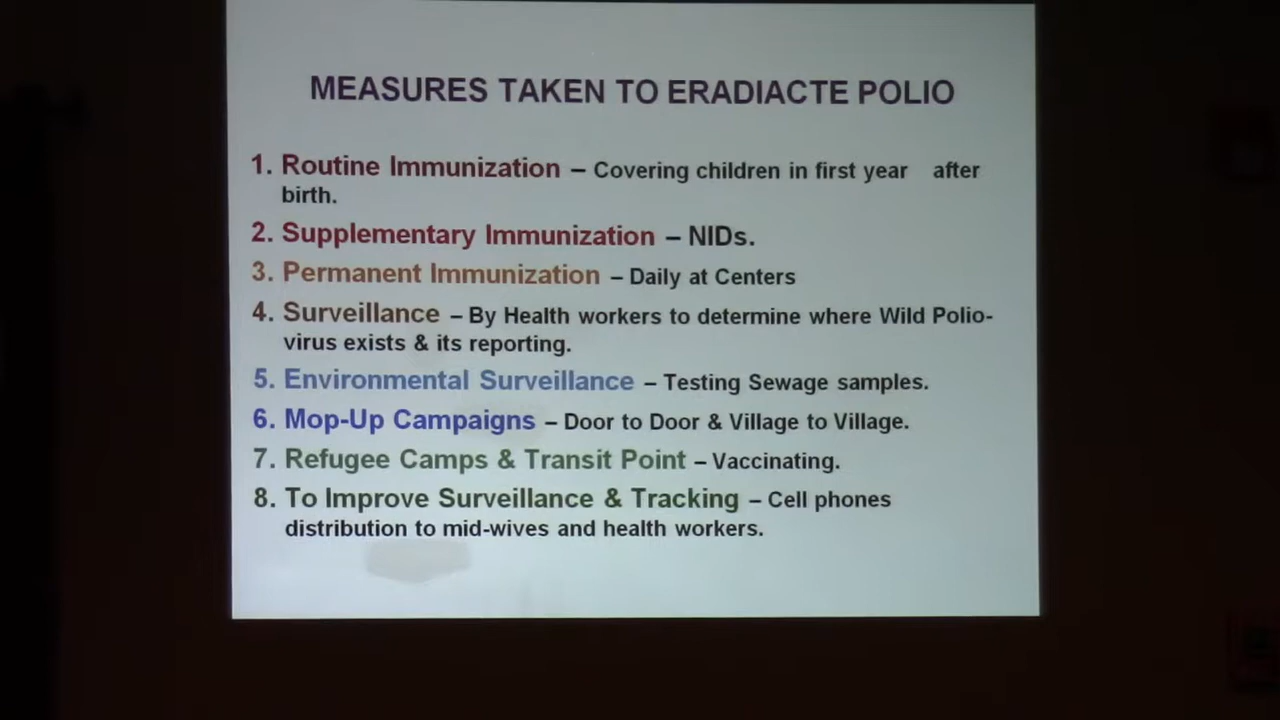 MEASURES TAKEN TO ERADIACTE POLIO
1. Routine Immunization – Covering children in first year after
birth.
2. Supplementary Immunization – NIDs.
3. Permanent Immunization – Daily at Centers
4. Surveillance – By Health workers to determine where Wild Polio-
virus exists & its reporting.
5. Environmental Surveillance – Testing Sewage samples.
6. Mop-Up Campaigns – Door to Door & Village to Village.
7. Refugee Camps & Transit Point – Vaccinating.
8. To Improve Surveillance & Tracking – Cell phones
distribution to mid-wives and health workers.